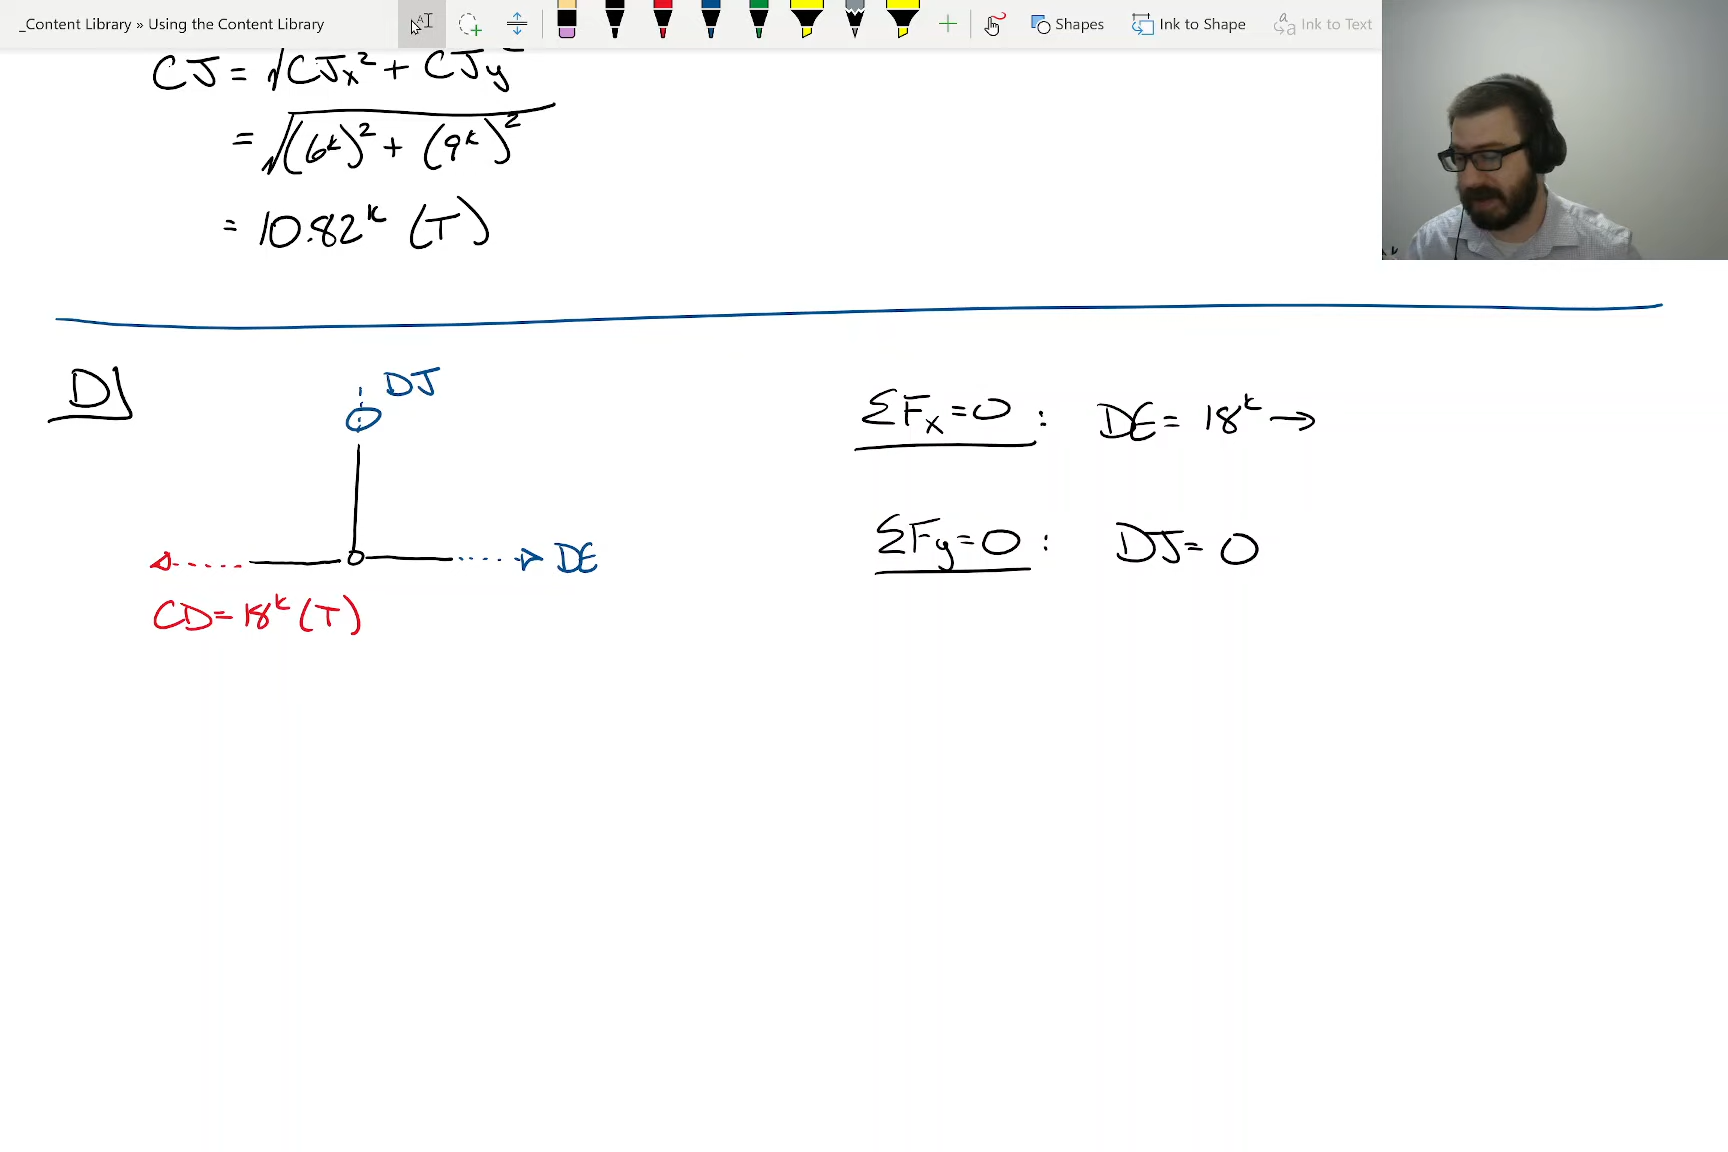 _Content Library » Using the Content Library
Shapes
Ink to Shape
Ink to Text
CJ = √CJx² + CJy²
= √(6ᵏ)² + (9ᵏ)²
= 10.82ᵏ (T)
D
DJ
DE
CD = 18ᵏ (T)
ΣFx = 0 : DE = 18ᵏ →
ΣFy = 0 : DJ = 0